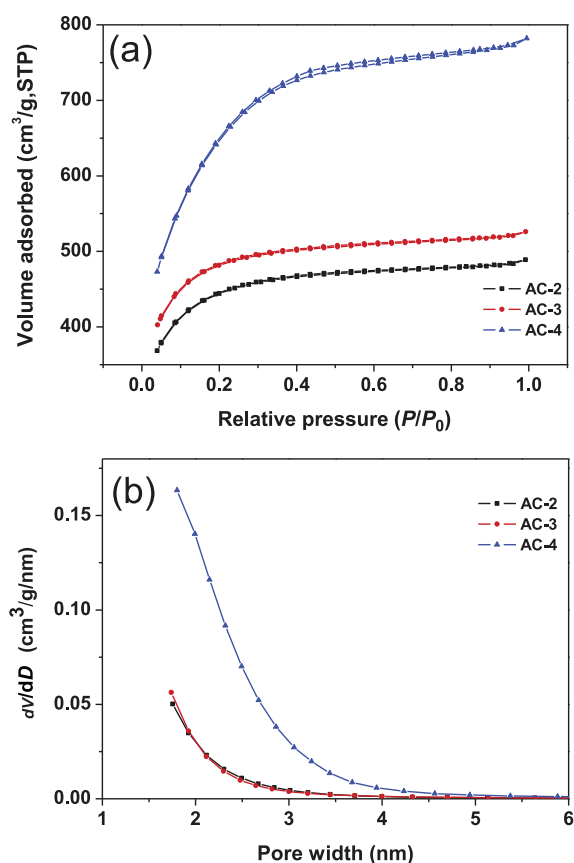 (a)
800
700
600
500
400
Volume adsorbed (cm³/g,STP)
AC-2
AC-3
AC-4
0.0 0.2 0.4 0.6 0.8 1.0
Relative pressure (P/P₀)
(b)
0.15
0.10
0.05
0.00
dv/dD (cm³/g/nm)
AC-2
AC-3
AC-4
1 2 3 4 5 6
Pore width (nm)